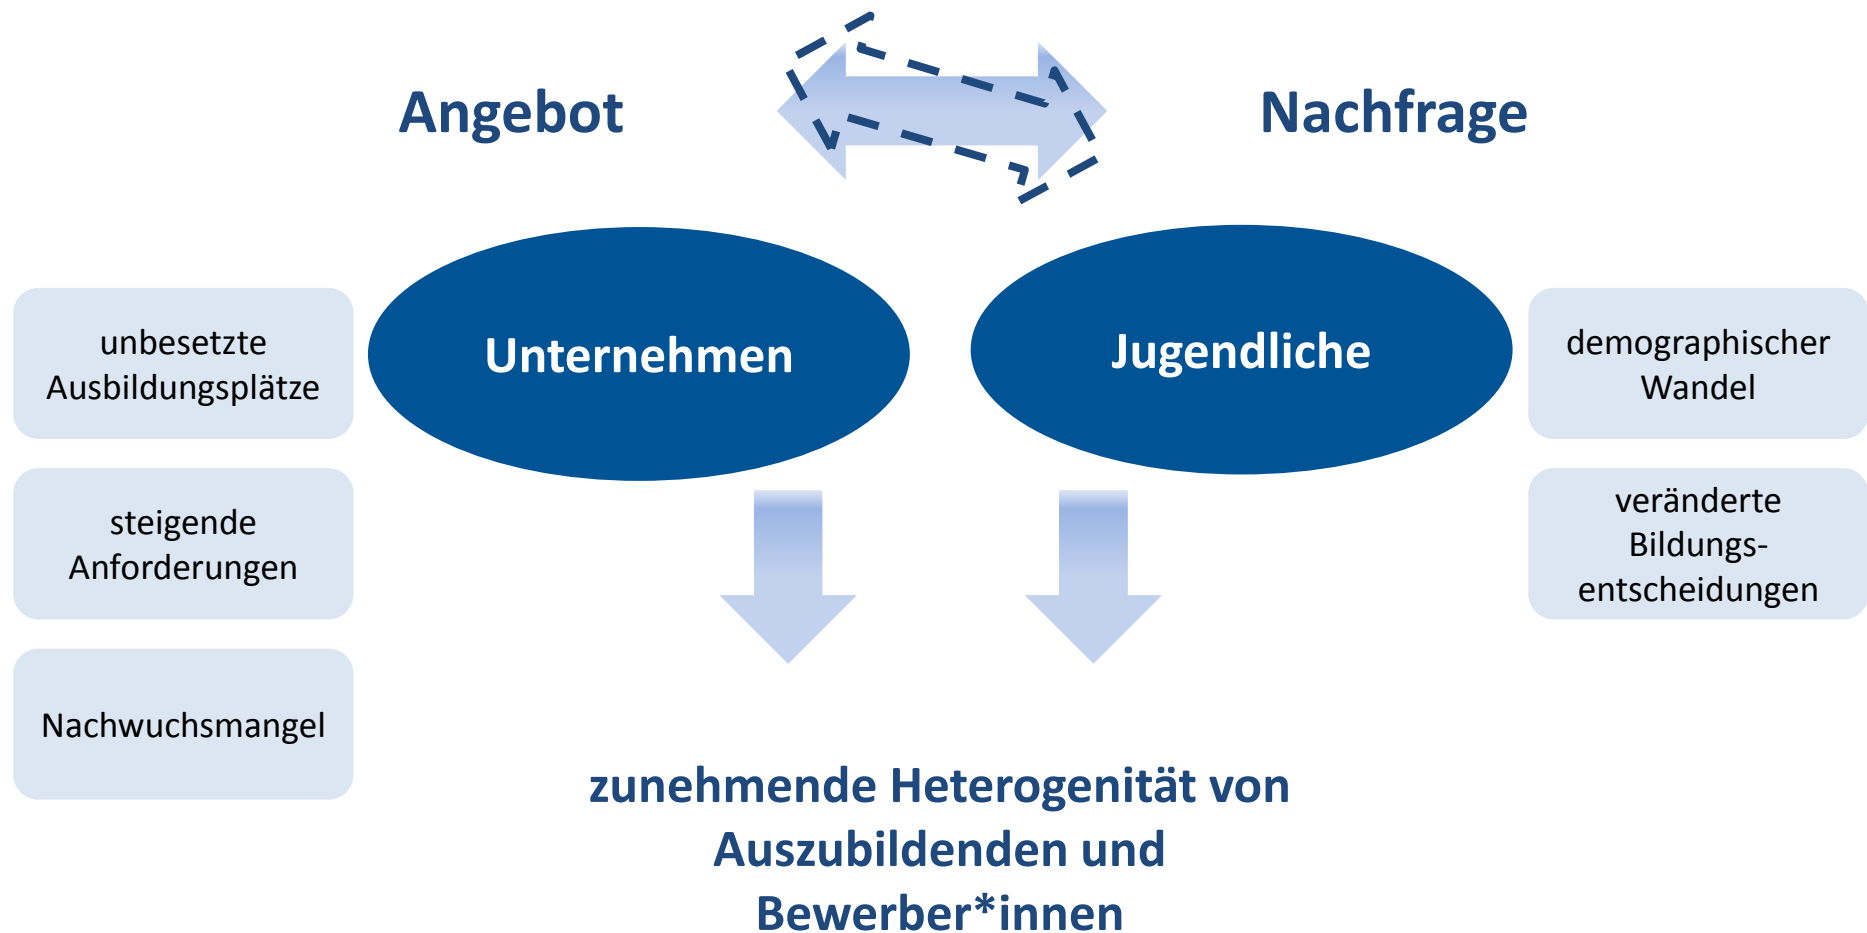 Angebot
Nachfrage
Unternehmen
Jugendliche
unbesetzte
Ausbildungsplätze
steigende
Anforderungen
Nachwuchsmangel
demographischer
Wandel
veränderte
Bildungs-
entscheidungen
zunehmende Heterogenität von
Auszubildenden und
Bewerber*innen